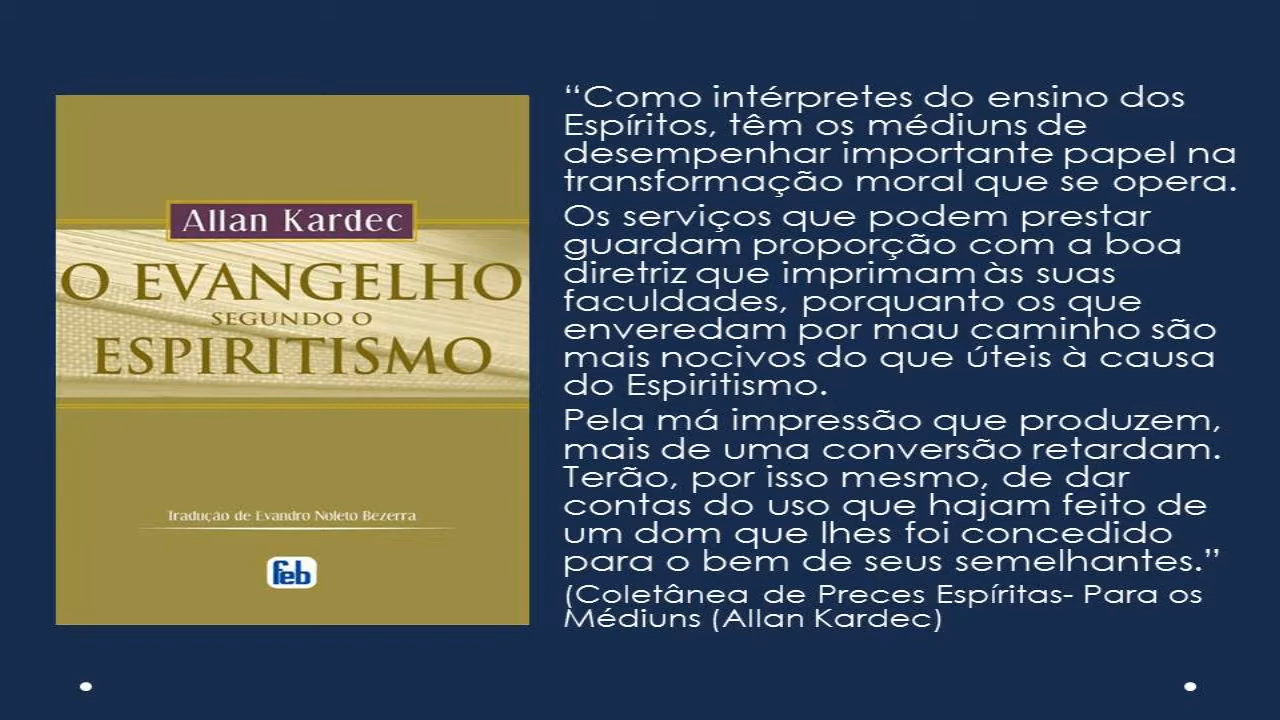 Allan Kardec
O EVANGELHO
SEGUNDO O
ESPIRITISMO
Tradução de Evandro Noleto Bezerra
feb
“Como intérpretes do ensino dos
Espíritos, têm os médiuns de
desempenhar importante papel na
transformação moral que se opera.
Os serviços que podem prestar
guardam proporção com a boa
diretriz que imprimam às suas
faculdades, porquanto os que
enveredam por mau caminho são
mais nocivos do que úteis à causa
do Espiritismo.
Pela má impressão que produzem,
mais de uma conversão retardam.
Terão, por isso mesmo, de dar
contas do uso que hajam feito de
um dom que lhes foi concedido
para o bem de seus semelhantes.”
(Coletânea de Preces Espíritas- Para os
Médiuns (Allan Kardec)